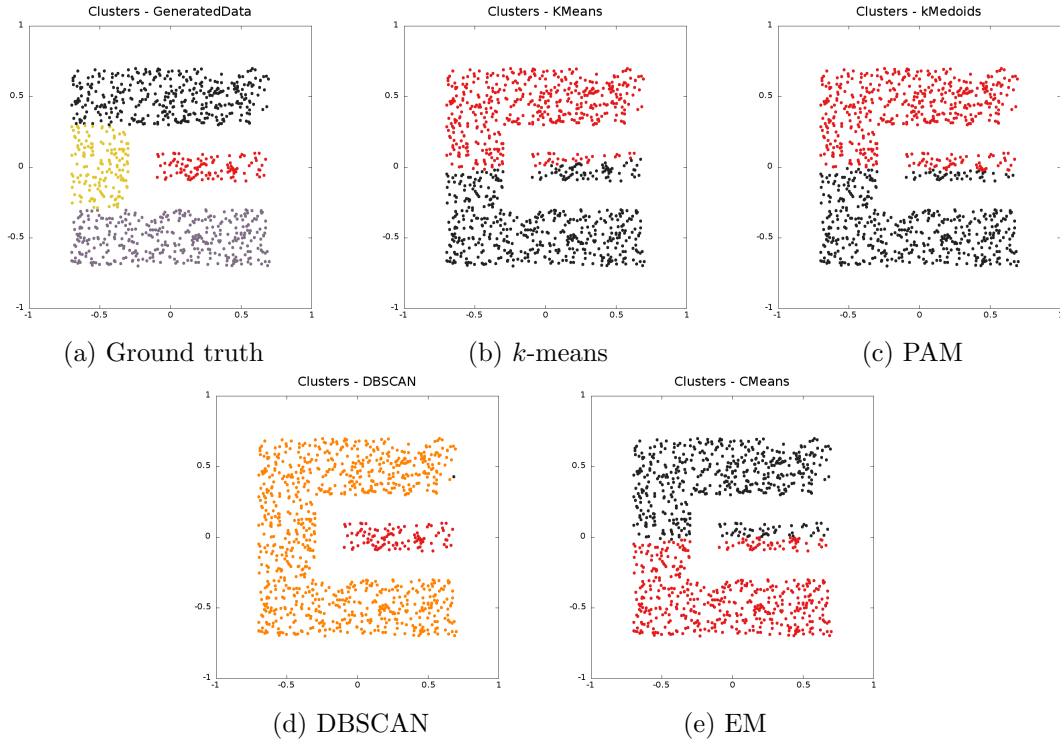 Clusters - GeneratedData
1
0.5
0
-0.5
-1
-1 -0.5 0 0.5 1
(a) Ground truth
Clusters - KMeans
1
0.5
0
-0.5
-1
-1 -0.5 0 0.5 1
(b) k-means
Clusters - kMedoids
1
0.5
0
-0.5
-1
-1 -0.5 0 0.5 1
(c) PAM
Clusters - DBSCAN
1
0.5
0
-0.5
-1
-1 -0.5 0 0.5 1
(d) DBSCAN
Clusters - CMeans
1
0.5
0
-0.5
-1
-1 -0.5 0 0.5 1
(e) EM